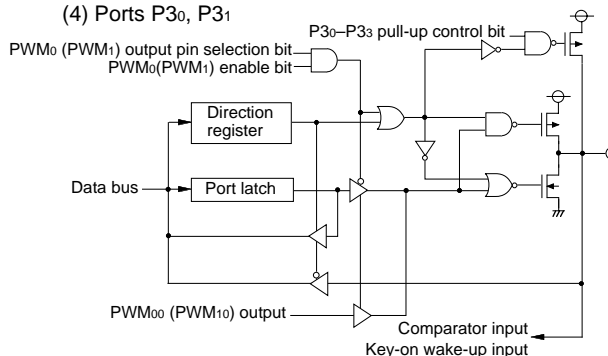 (4) Ports P3₀, P3₁
P3₀–P3₃ pull-up control bit
PWM₀ (PWM₁) output pin selection bit
PWM₀(PWM₁) enable bit
Direction
register
Data bus
Port latch
PWM₀₀ (PWM₁₀) output
Comparator input
Key-on wake-up input